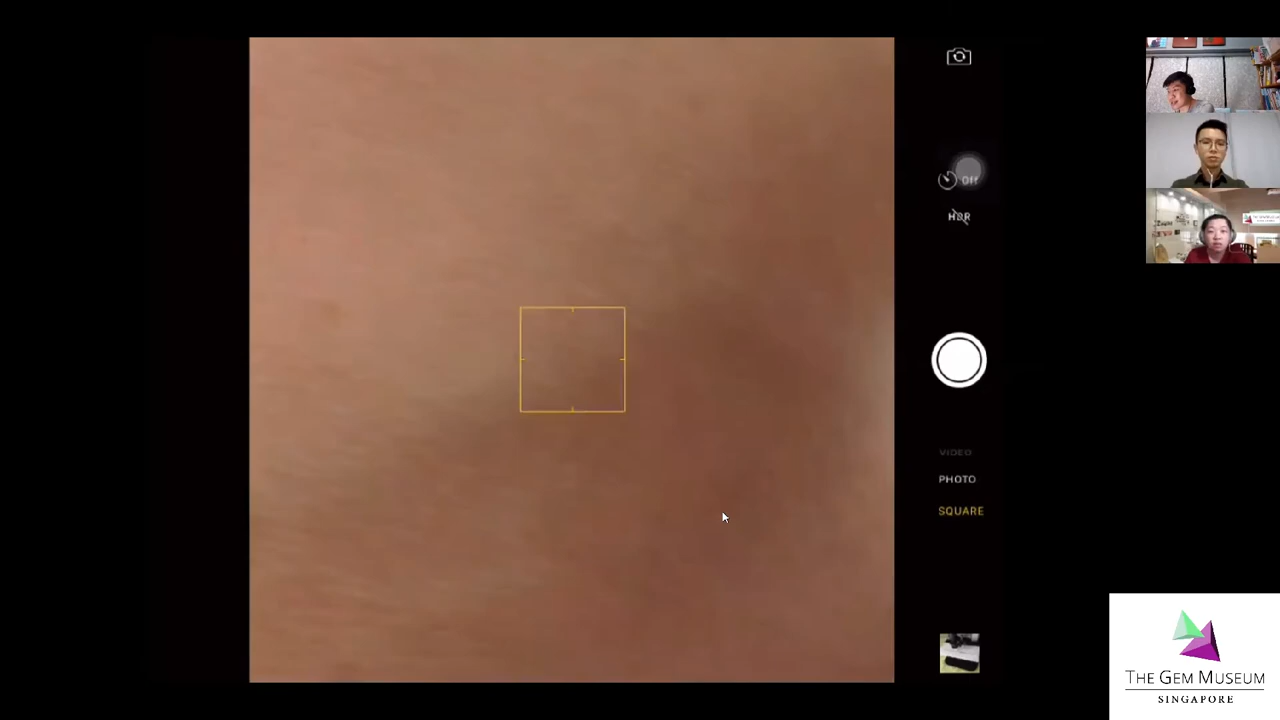 Off
HDR
VIDEO
PHOTO
SQUARE
THE GEM MUSEUM
SINGAPORE